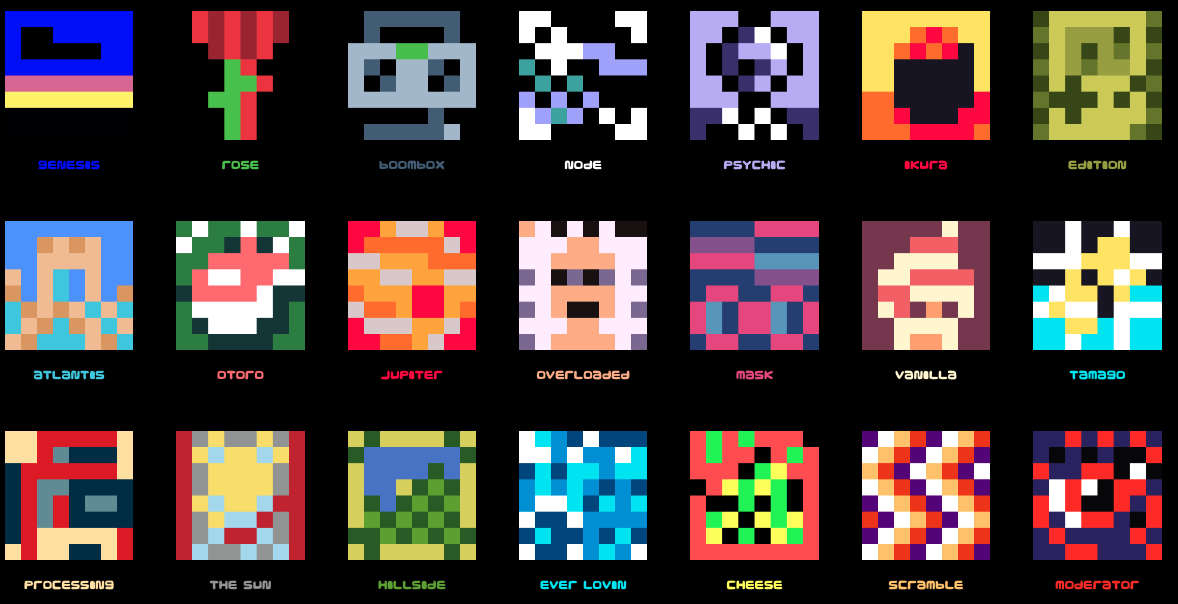 GENESIS
ROSE
BOOMBOX
NODE
PSYCHIC
IKURA
EDITION
ATLANTIS
OTORO
JUPITER
OVERLOADED
MASK
VANILLA
TAMAGO
PROCESSING
THE SUN
HILLSIDE
EVER LOVIN
CHEESE
SCRAMBLE
MODERATOR